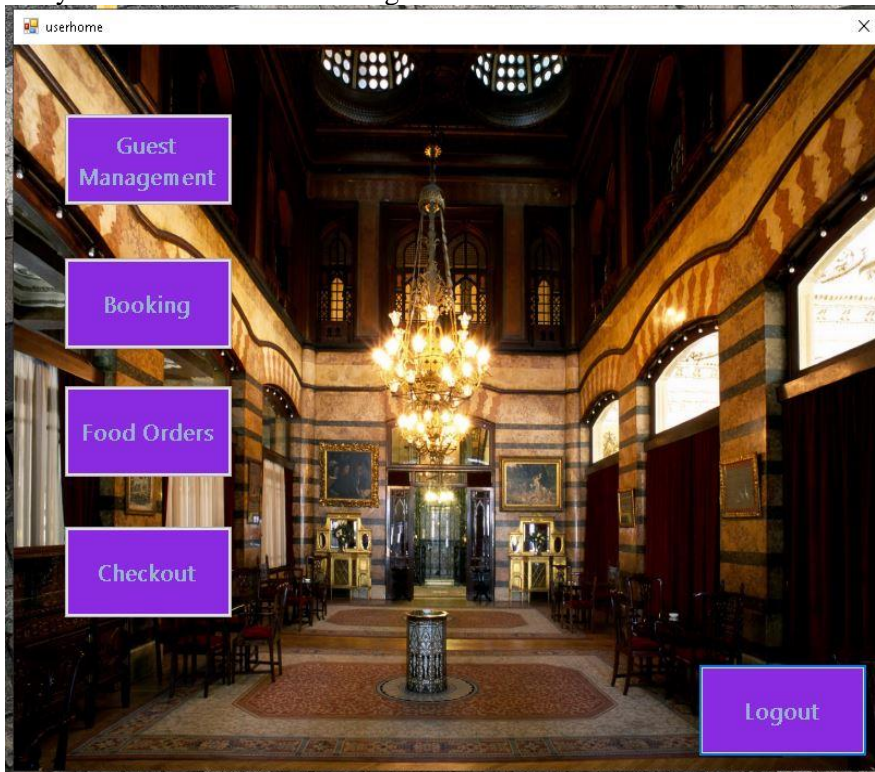 userhome
Guest
Management
Booking
Food Orders
Checkout
Logout